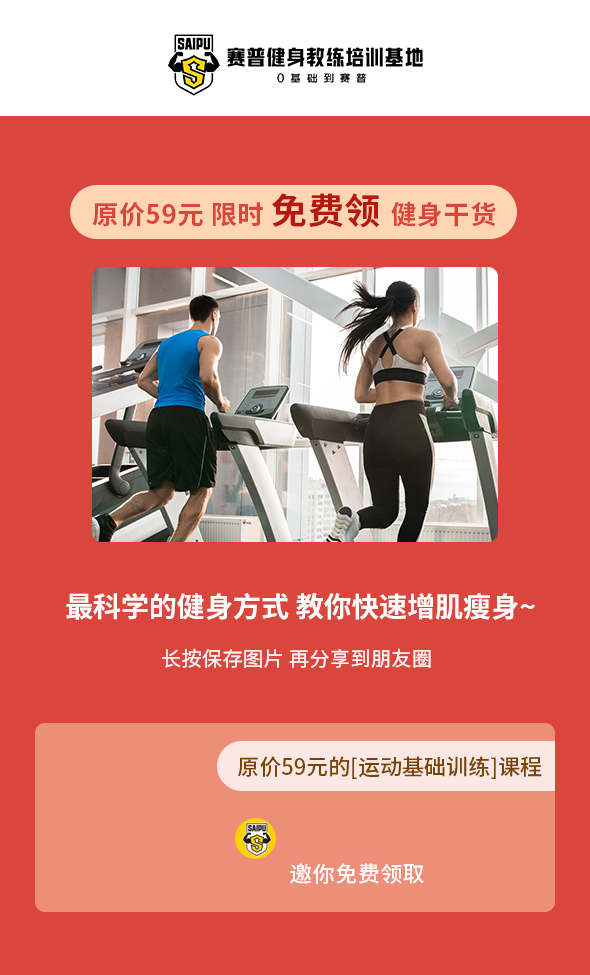 SAIPU
赛普健身教练培训基地
0基础到赛普
原价59元 限时 免费领 健身干货
最科学的健身方式 教你快速增肌瘦身~
长按保存图片 再分享到朋友圈
原价59元的[运动基础训练]课程
SAIPU
邀你免费领取